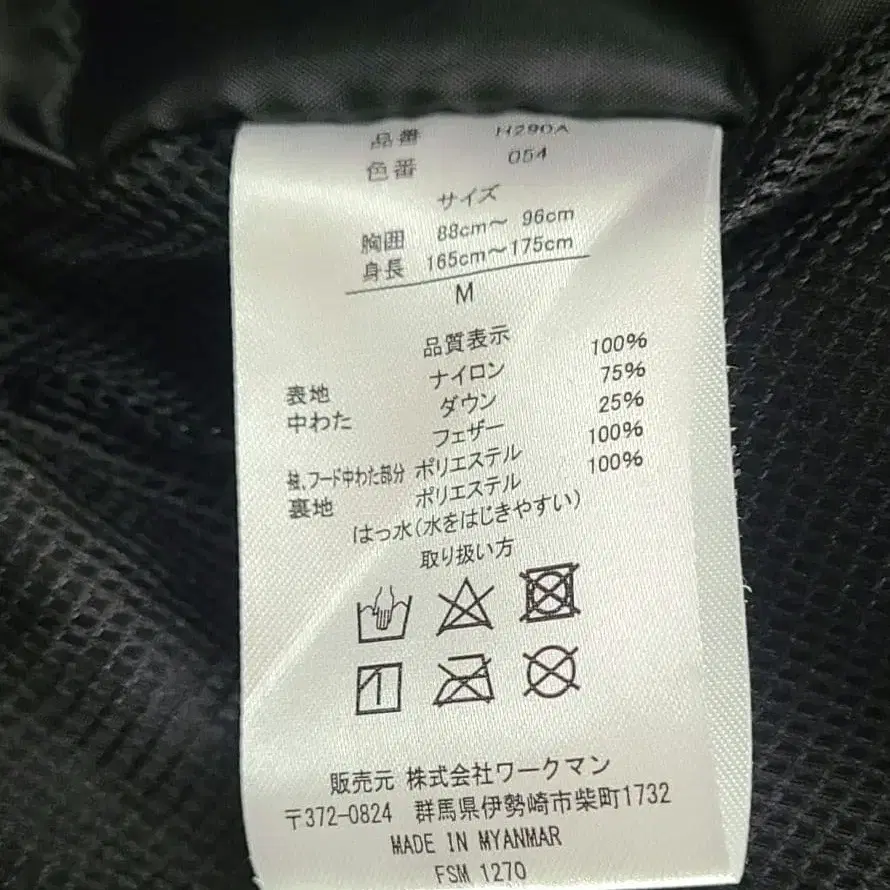 品番 H290A
色番 054
サイズ
胸囲 88cm～ 96cm
身長 165cm～175cm
M
品質表示
表地 ナイロン 100%
中わた ダウン 75%
フェザー 25%
袖、フード中わた部分 ポリエステル 100%
裏地 ポリエステル 100%
はっ水(水をはじきやすい)
取り扱い方
販売元 株式会社ワークマン
〒372-0824 群馬県伊勢崎市柴町1732
MADE IN MYANMAR
FSM 1270